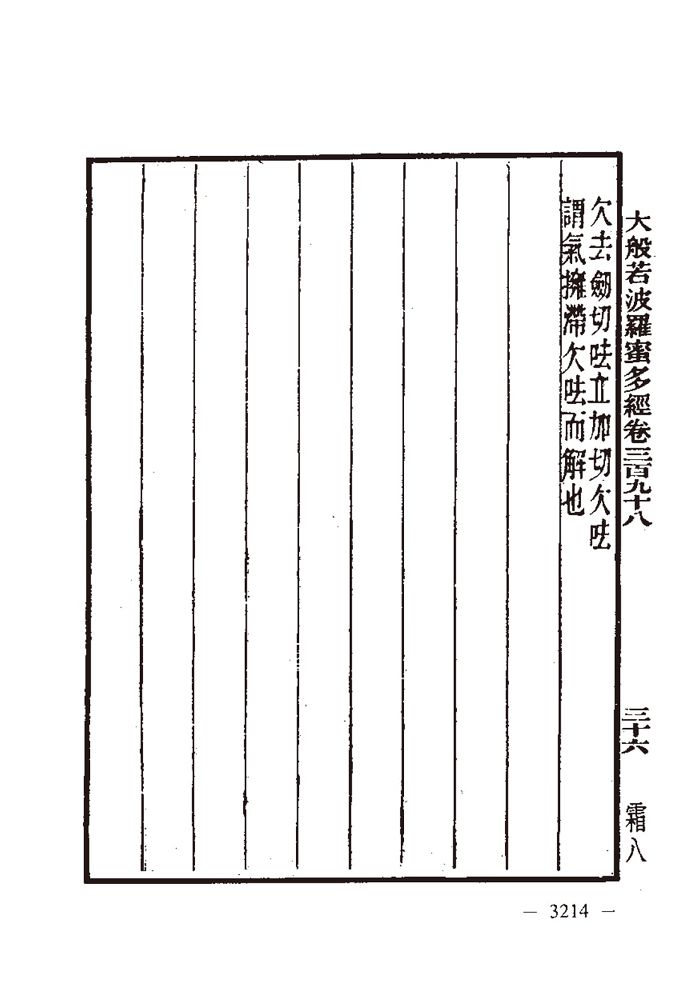 大般若波羅蜜多經卷三百九十八
三十六
霜八
欠去劒切呿立加切欠呿
謂氣擁滯欠呿而解也
— 3214 —